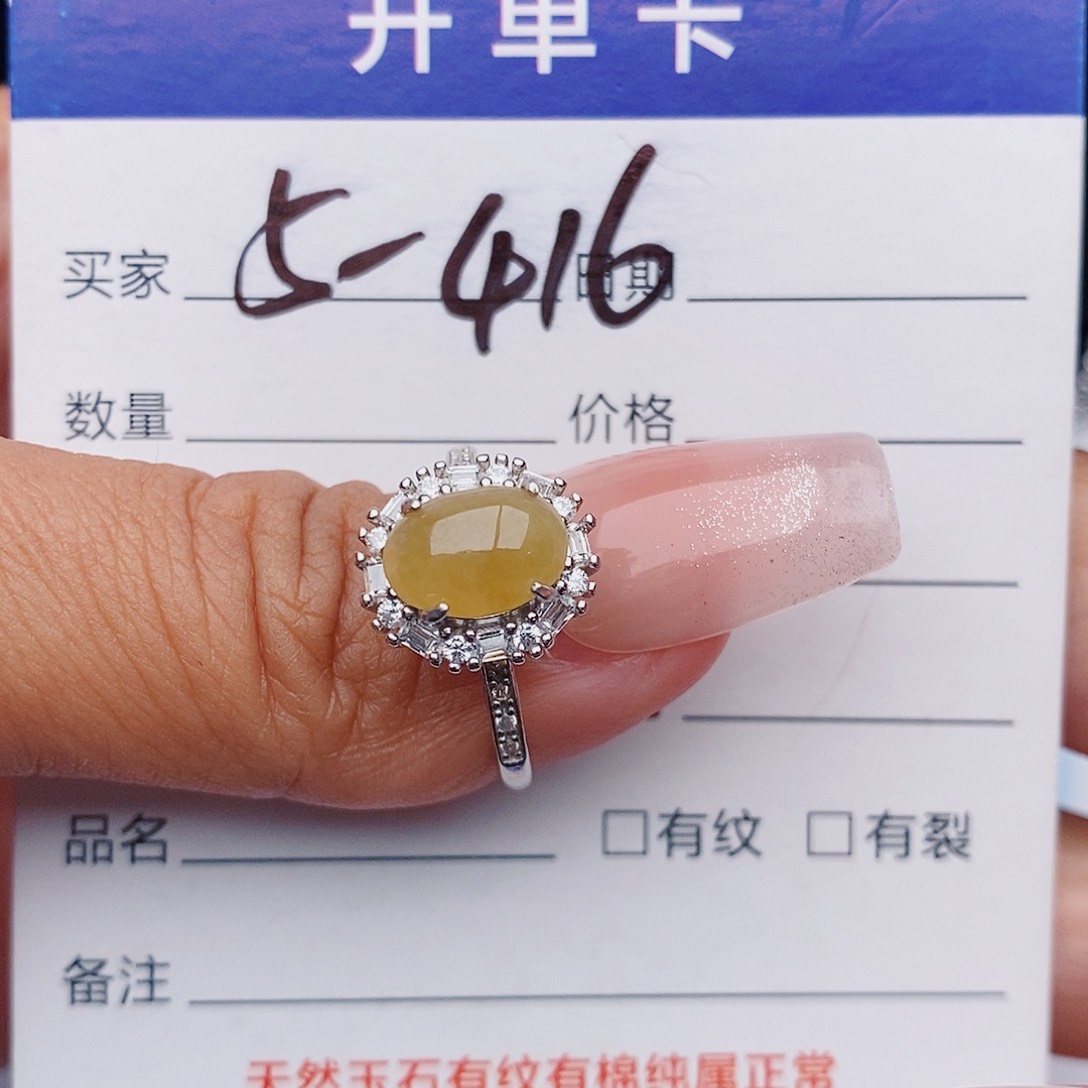 开单卡
买家 5-416 日期
数量 价格
品名 □有纹 □有裂
备注
天然玉石有纹有棉纯属正常